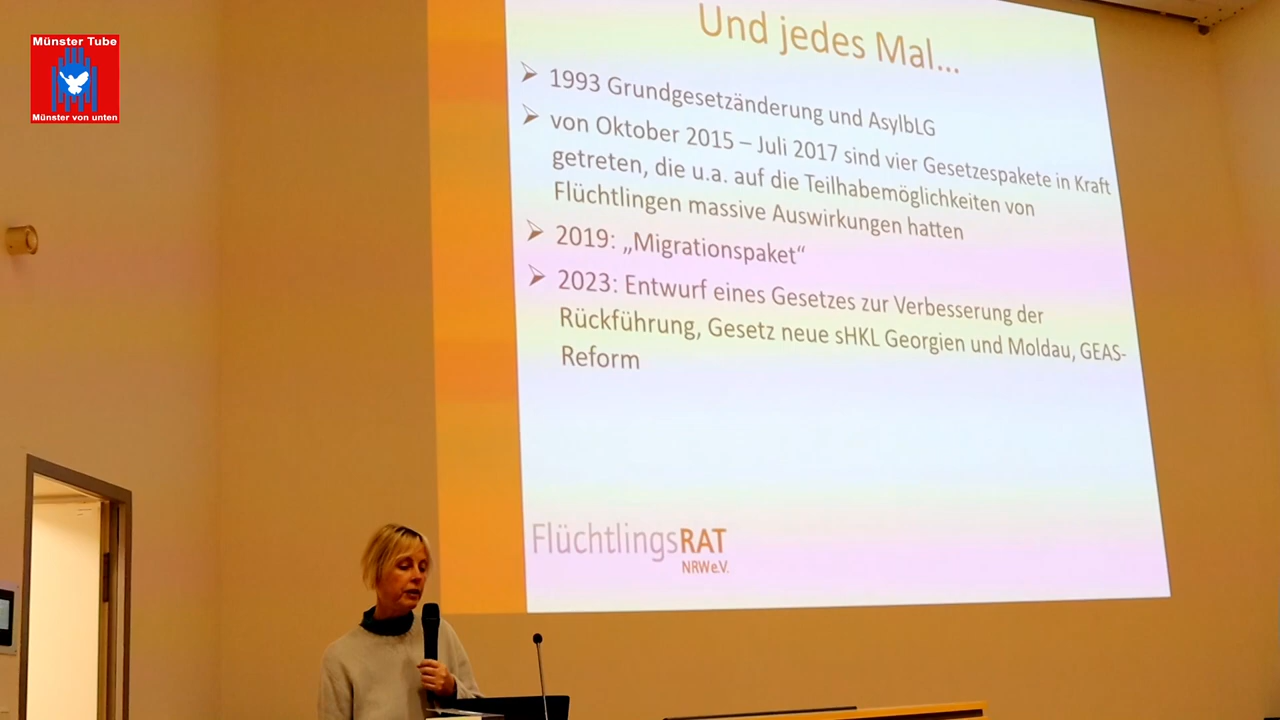 Münster Tube
Münster von unten
Und jedes Mal...
1993 Grundgesetzänderung und AsylbLG
von Oktober 2015 – Juli 2017 sind vier Gesetzespakete in Kraft
getreten, die u.a. auf die Teilhabemöglichkeiten von
Flüchtlingen massive Auswirkungen hatten
2019: „Migrationspaket“
2023: Entwurf eines Gesetzes zur Verbesserung der
Rückführung, Gesetz neue sHKL Georgien und Moldau, GEAS-
Reform
FlüchtlingsRAT
NRWe.V.